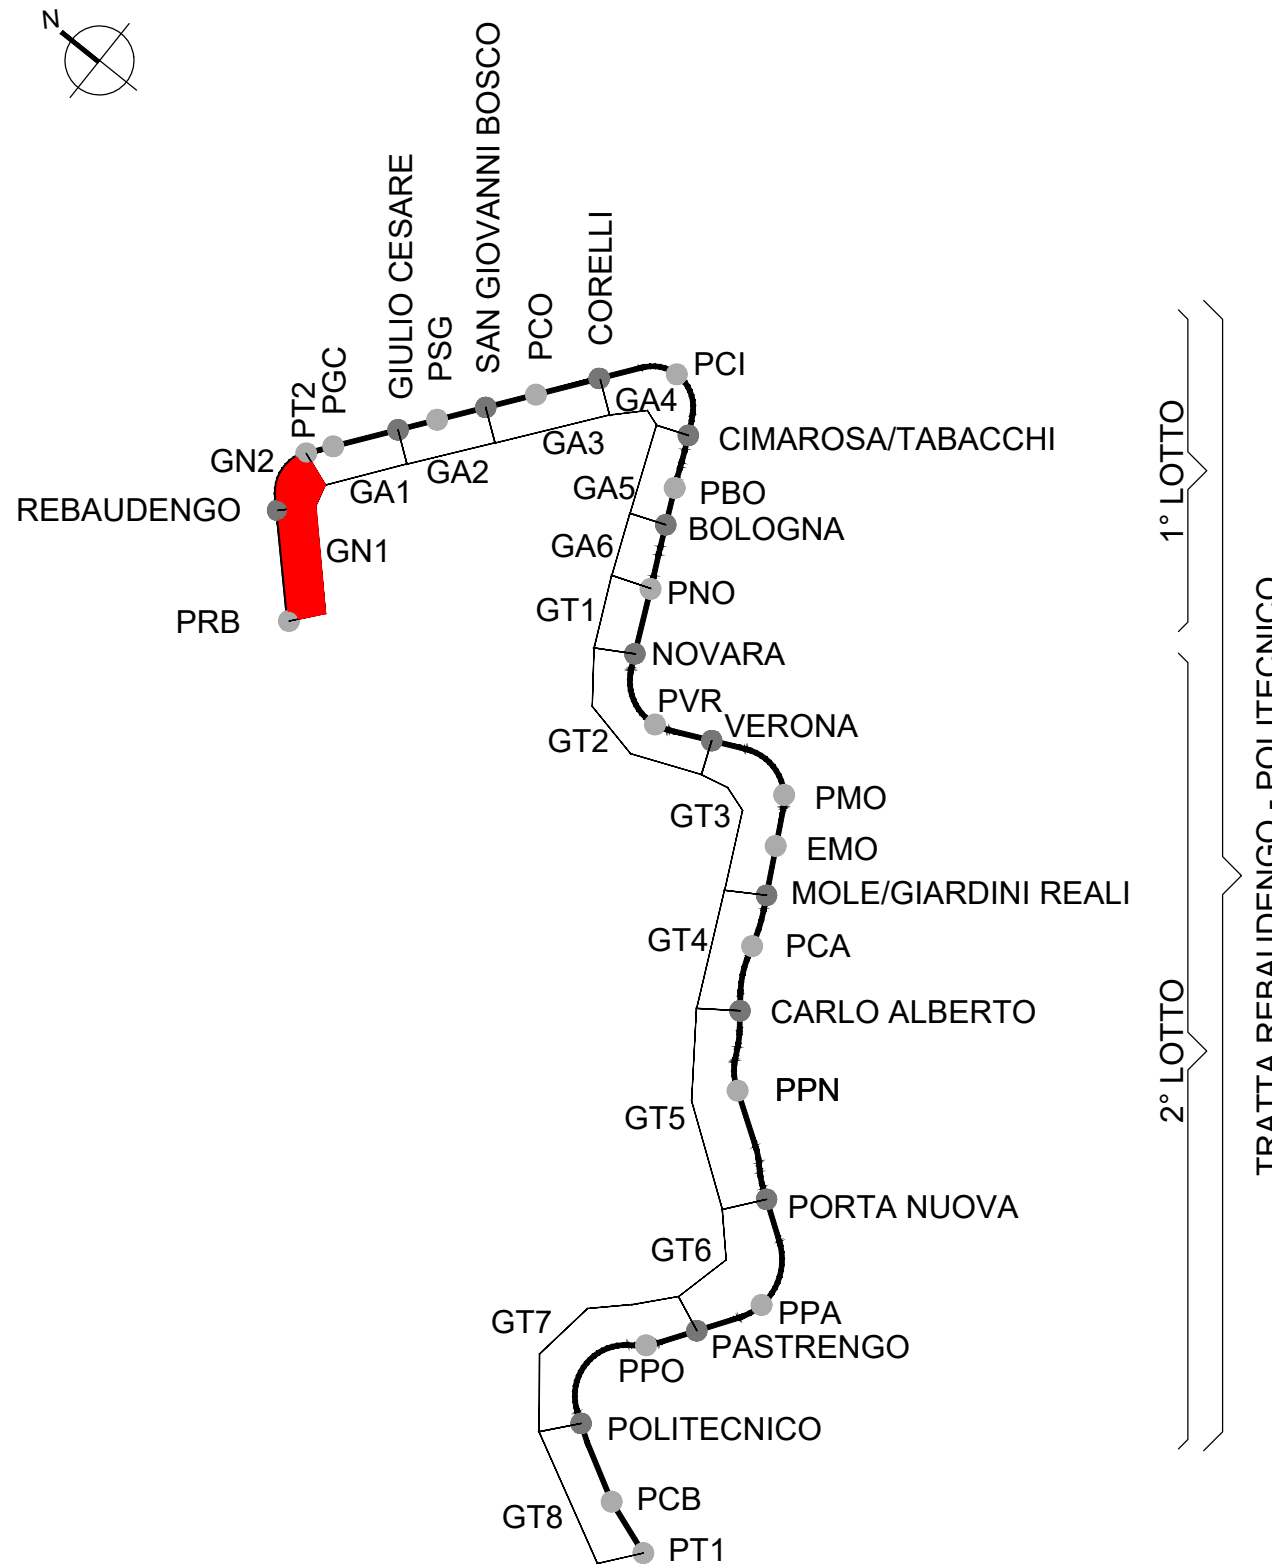 N
SAN GIOVANNI BOSCO
GIULIO CESARE
CORELLI
PCO
PSG
PGC
PT2
PCI
GA4
GN2
GA3
CIMAROSA/TABACCHI
GA2
GA1
GA5
PBO
REBAUDENGO
BOLOGNA
GN1
GA6
PNO
GT1
PRB
NOVARA
PVR
VERONA
GT2
PMO
GT3
EMO
MOLE/GIARDINI REALI
GT4
PCA
CARLO ALBERTO
PPN
GT5
PORTA NUOVA
GT6
PPA
GT7
PASTRENGO
PPO
POLITECNICO
PCB
GT8
PT1
1° LOTTO
2° LOTTO
TRATTA REBAUDENGO - POLITECNICO